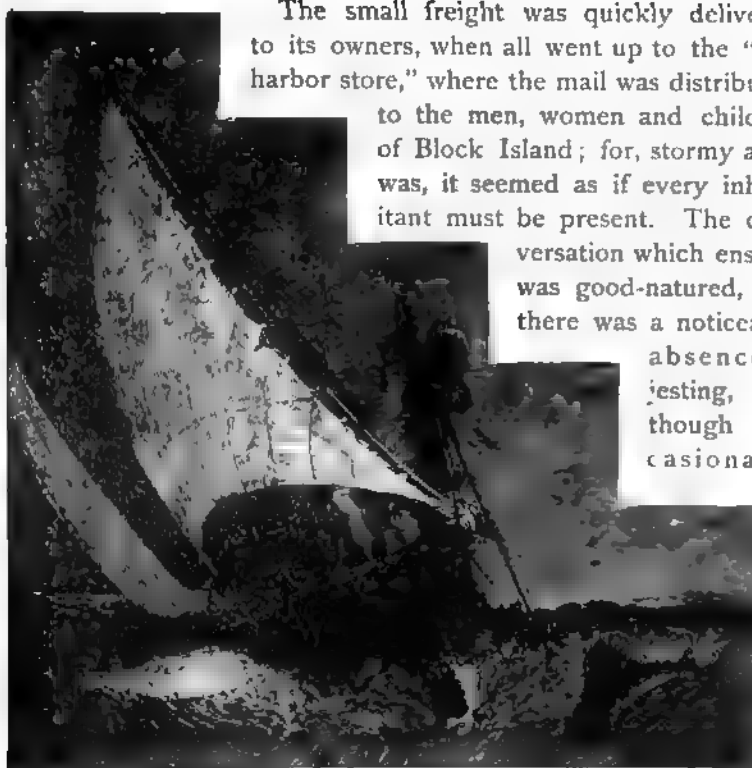 The small freight was quickly delive
to its owners, when all went up to the “
harbor store,” where the mail was distribu
to the men, women and child
of Block Island; for, stormy a
was, it seemed as if every inh
itant must be present. The c
versation which ens
was good-natured,
there was a noticea
absence
jesting,
though
casiona